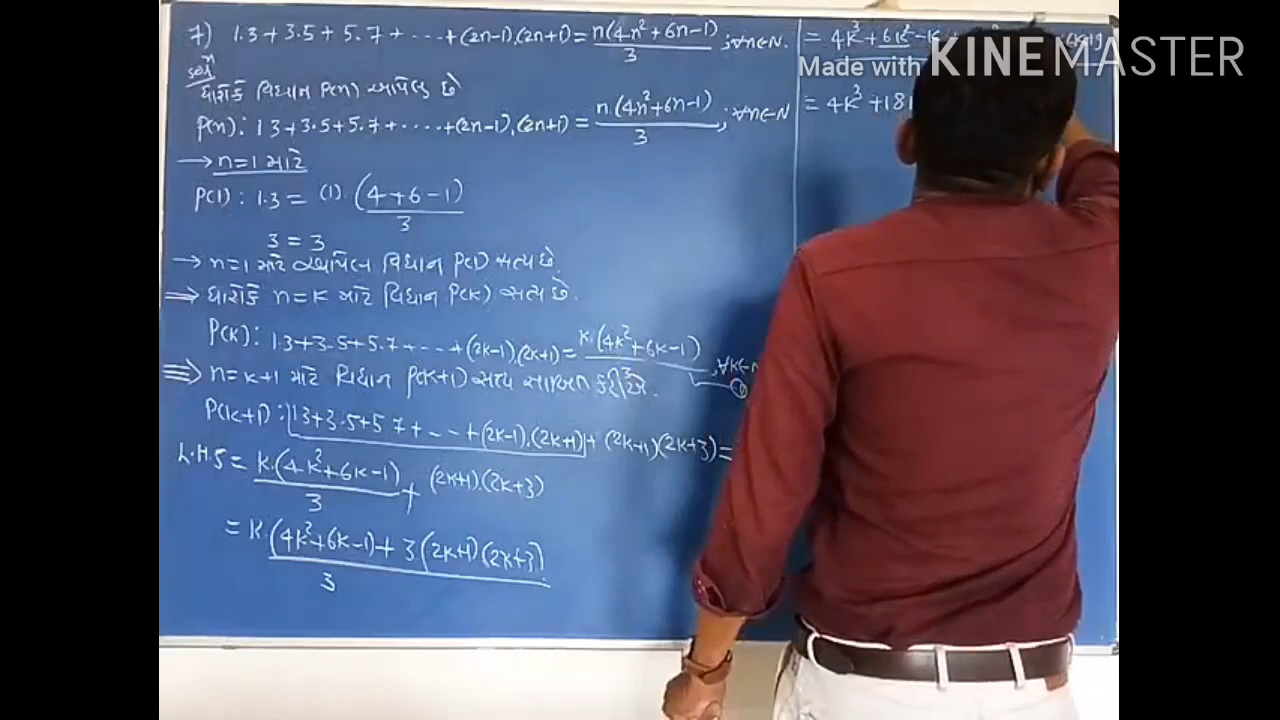 7) 1.3 + 3.5 + 5.7 + ---- + (2n-1).(2n+1) = n(4n²+6n-1)/3 ; ∀n∈N.
Solⁿ
ધારોકે વિધાન P(n) આપેલ છે
P(n): 1.3+3.5+5.7+ ---- +(2n-1).(2n+1) = n.(4n²+6n-1)/3 ; ∀n∈N
→ n=1 માટે
P(1): 1.3 = (1).(4+6-1)/3
3 = 3
→ n=1 માટે આપેલ વિધાન P(1) સત્ય છે.
⇒ ધારોકે n=k માટે વિધાન P(k) સત્ય છે.
P(k): 1.3+3.5+5.7+ ---- +(2k-1).(2k+1) = k.(4k²+6k-1)/3 , ∀k∈n —①
⇒ n=k+1 માટે વિધાન P(k+1) સત્ય સાબિત કરીશું.
P(k+1): 1.3+3.5+5.7+ --- +(2k-1).(2k+1) + (2k+1)(2k+3) =
L.H.S = k.(4k²+6k-1)/3 + (2k+1).(2k+3)
= k.(4k²+6k-1)+3(2k+1)(2k+3)/3
= 4k³+6k²-k+
= 4k³+18
Made with KINEMASTER